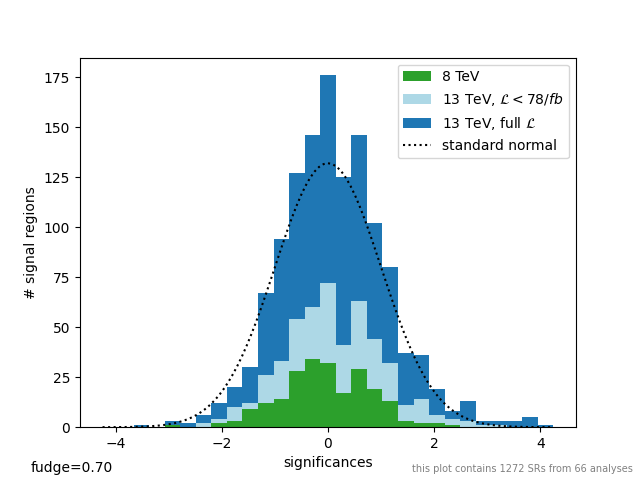 175
150
125
100
75
50
25
0
# signal regions
8 TeV
13 TeV, ℒ < 78/fb
13 TeV, full ℒ
standard normal
−4 −2 0 2 4
significances
fudge=0.70
this plot contains 1272 SRs from 66 analyses